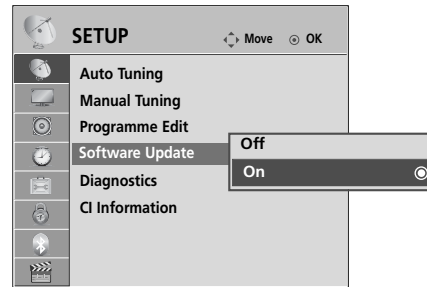 SETUP
Move OK
Auto Tuning
Manual Tuning
Programme Edit
Software Update
Off
On
Diagnostics
CI Information